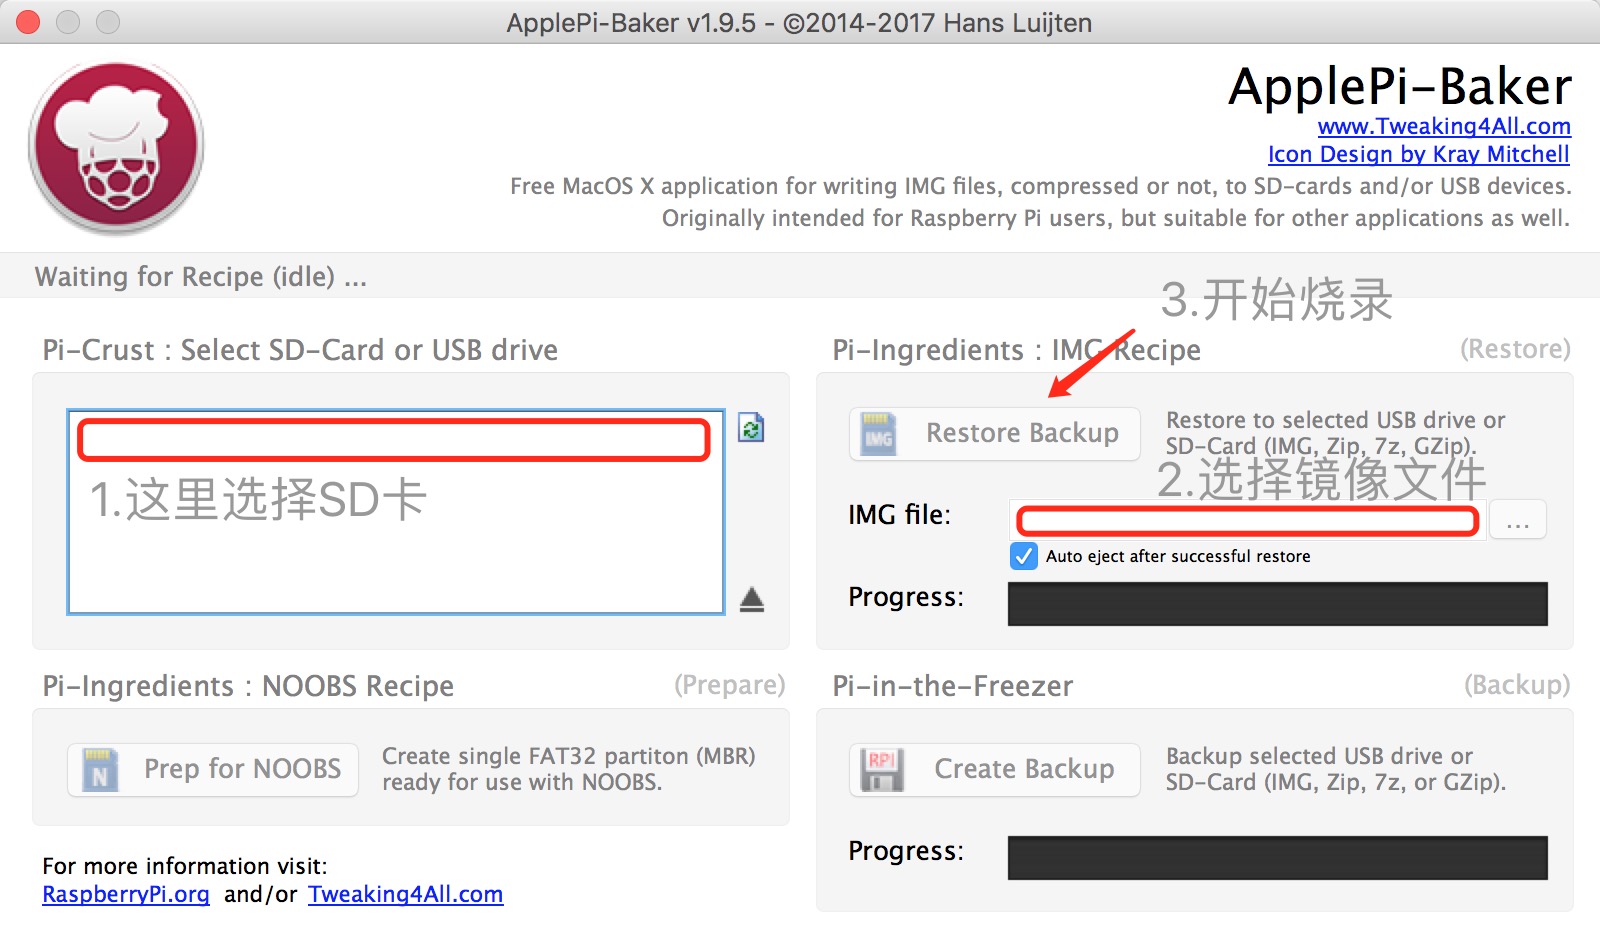 ApplePi-Baker v1.9.5 - ©2014-2017 Hans Luijten
ApplePi-Baker
www.Tweaking4All.com
Icon Design by Kray Mitchell
Free MacOS X application for writing IMG files, compressed or not, to SD-cards and/or USB devices.
Originally intended for Raspberry Pi users, but suitable for other applications as well.
Waiting for Recipe (idle) ...
3.开始烧录
Pi-Crust : Select SD-Card or USB drive
1.这里选择SD卡
Pi-Ingredients : IMG Recipe (Restore)
IMG Restore Backup
Restore to selected USB drive or
SD-Card (IMG, Zip, 7z, GZip).
2.选择镜像文件
IMG file: ...
Auto eject after successful restore
Progress:
Pi-Ingredients : NOOBS Recipe (Prepare)
N Prep for NOOBS
Create single FAT32 partiton (MBR)
ready for use with NOOBS.
Pi-in-the-Freezer (Backup)
RPI Create Backup
Backup selected USB drive or
SD-Card (IMG, Zip, 7z, or GZip).
Progress:
For more information visit:
RaspberryPi.org and/or Tweaking4All.com